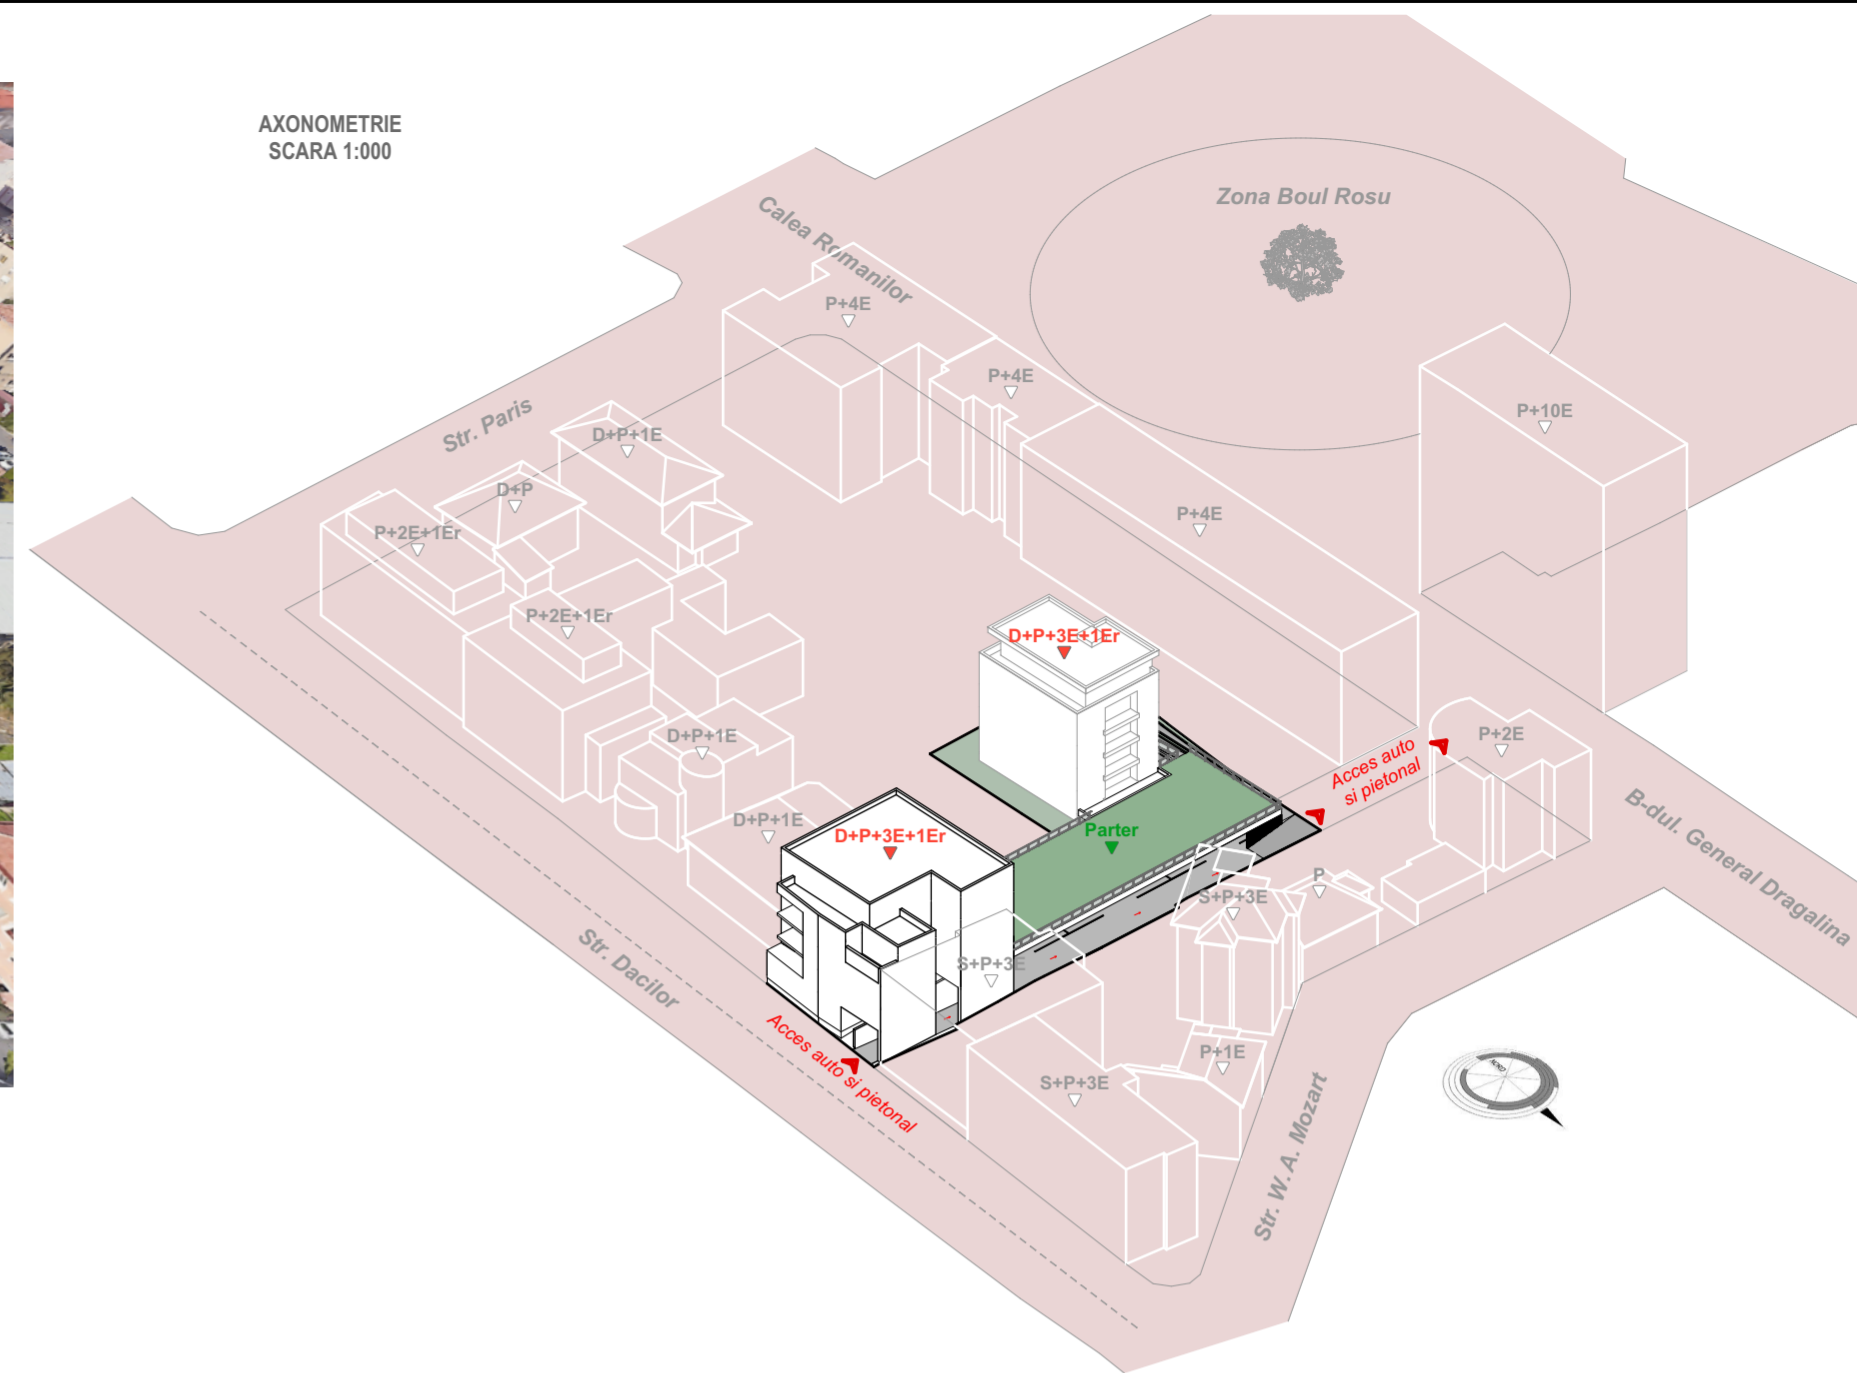 AXONOMETRIE
SCARA 1:000
Zona Boul Rosu
Calea Romanilor
P+4E
P+4E
P+10E
Str. Paris
D+P+1E
D+P
P+2E+1Er
P+4E
P+2E+1Er
D+P+3E+1Er
D+P+1E
P+2E
Acces auto
si pietonal
B-dul. General Dragalina
D+P+1E
D+P+3E+1Er
Parter
P
S+P+3E
Str. Dacilor
S+P+3E
Acces auto si pietonal
P+1E
S+P+3E
NORD
Str. W. A. Mozart